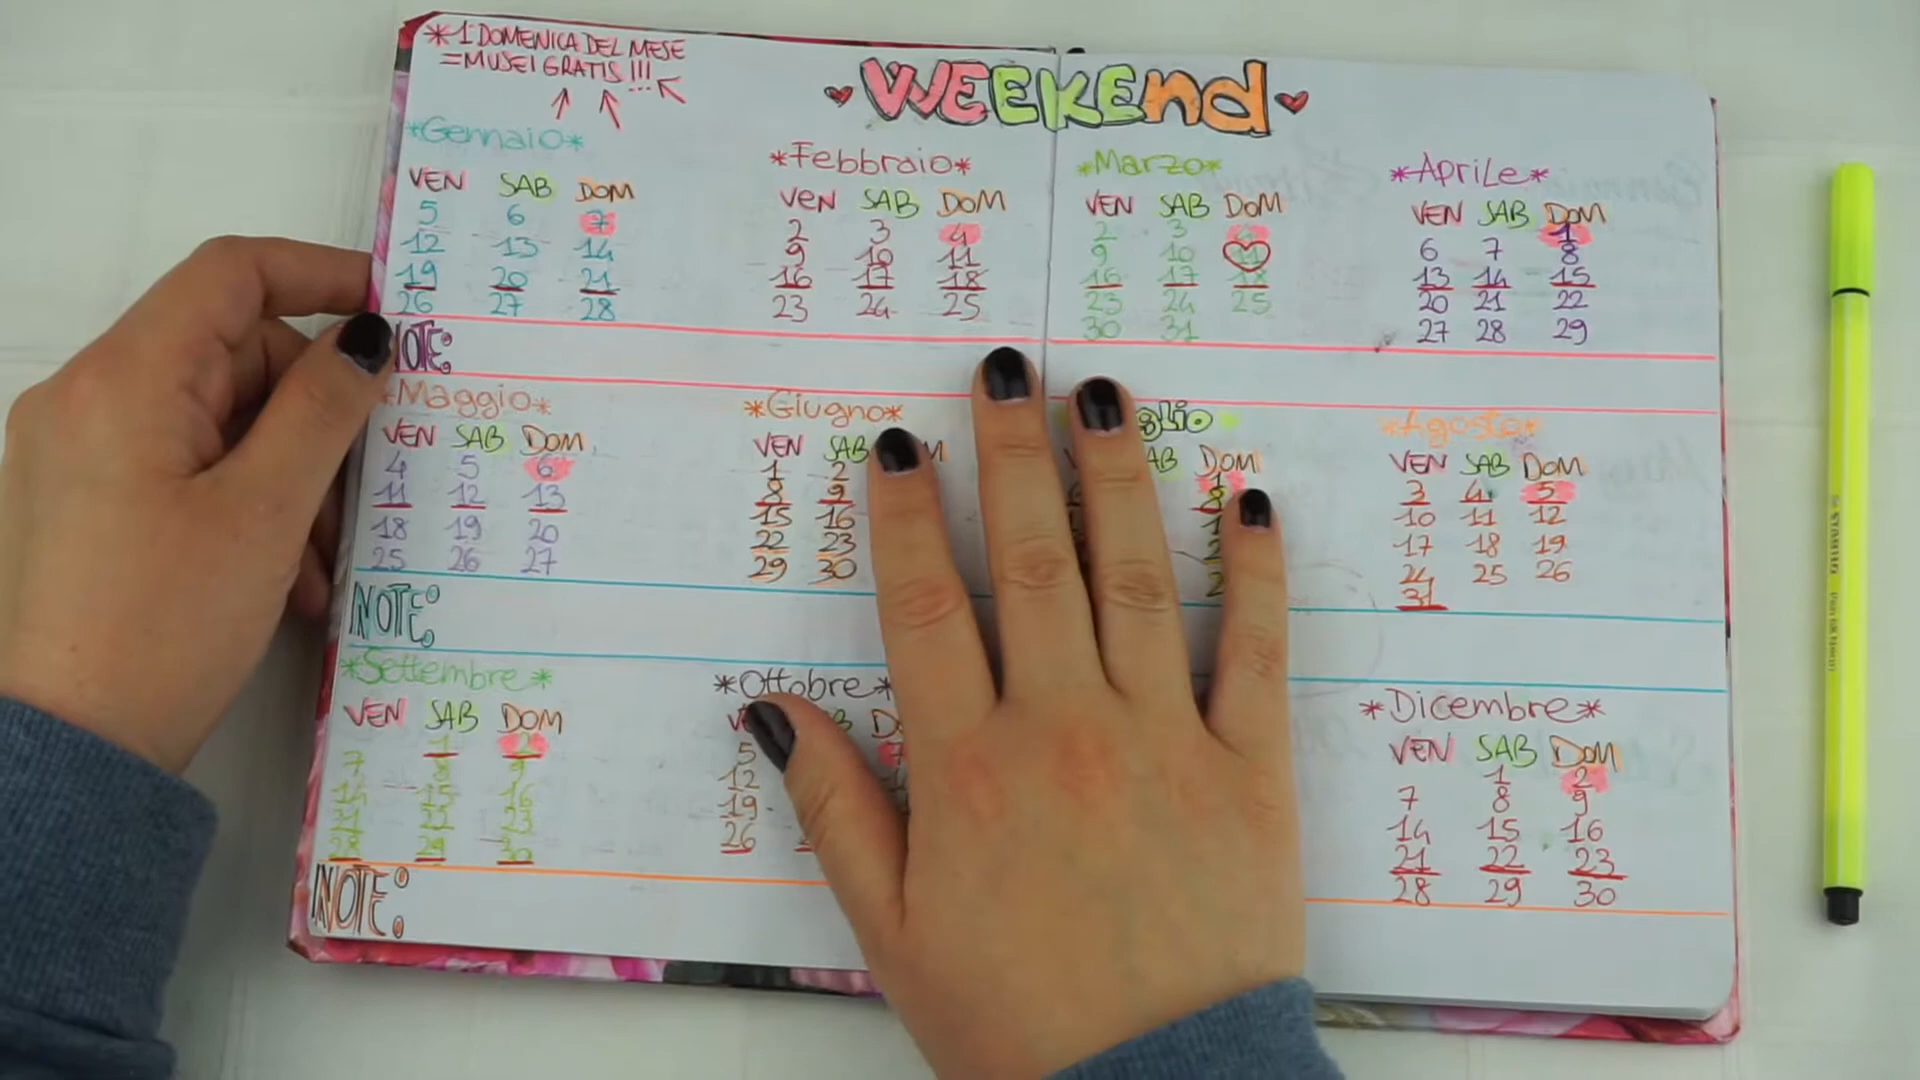 *1 DOMENICA DEL MESE
=MUSEI GRATIS !!!
WEEKEnd
*Gennaio*
VEN SAB DOM
5 6 7
12 13 14
19 20 21
26 27 28
*Febbraio*
VEN SAB DOM
2 3 4
9 10 11
16 17 18
23 24 25
*Marzo*
VEN SAB DOM
2 3 4
9 10 11
16 17 18
23 24 25
30 31
*Aprile*
VEN SAB DOM
1
6 7 8
13 14 15
20 21 22
27 28 29
NOTE:
*Maggio*
VEN SAB DOM
4 5 6
11 12 13
18 19 20
25 26 27
*Giugno*
VEN SAB
1 2
8 9
15 16
22 23
29 30
glio
AB DOM
1
8
*Agosto*
VEN SAB DOM
3 4 5
10 11 12
17 18 19
24 25 26
31
NOTE:
*Settembre*
VEN SAB DOM
1 2
7 8 9
14 15 16
21 22 23
28 29 30
*Ottobre*
5 7
12
19
26
*Dicembre*
VEN SAB DOM
1 2
7 8 9
14 15 16
21 22 23
28 29 30
NOTE:
STABILO